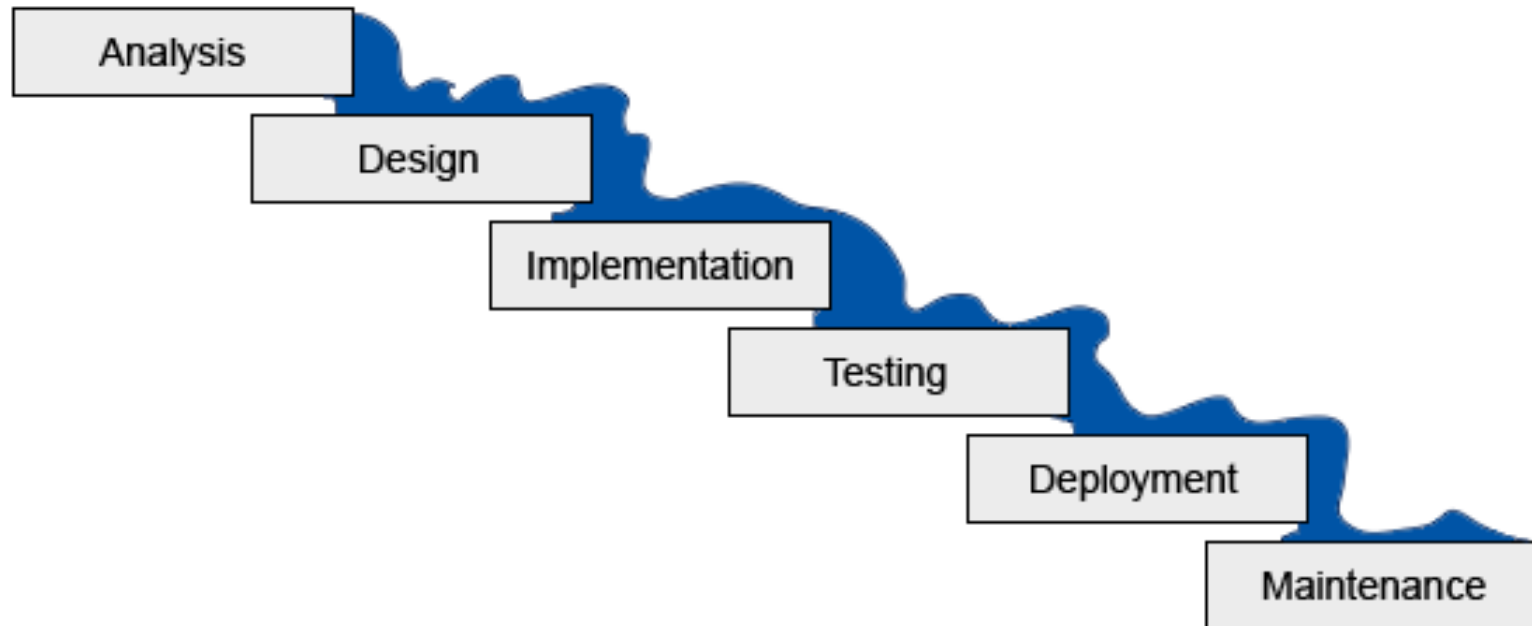 Analysis
Design
Implementation
Testing
Deployment
Maintenance